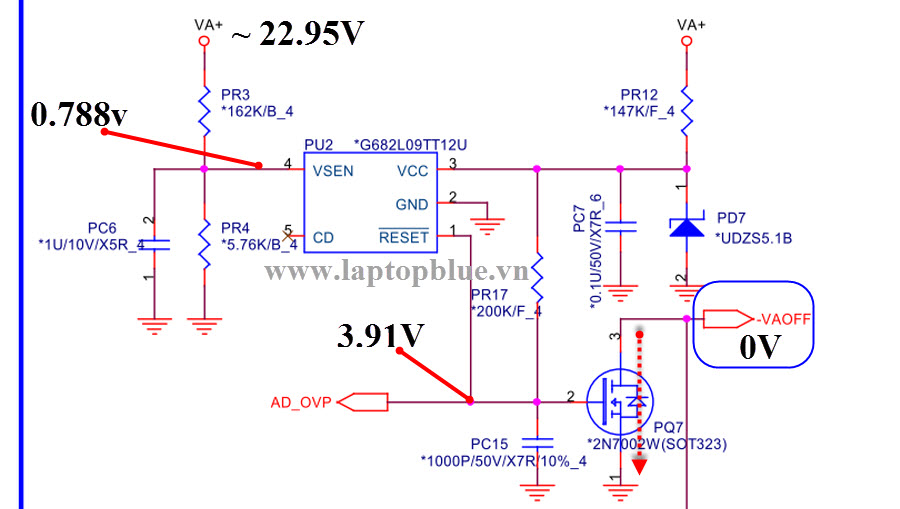 VA+
~ 22.95V
VA+
PR3
*162K/B_4
PR12
*147K/F_4
0.788v
PU2
*G682L09TT12U
4
VSEN
VCC
3
GND
2
5
CD
RESET
1
2
PC6
*1U/10V/X5R_4
1
PR4
*5.76K/B_4
PC7
*0.1U/50V/X7R_6
1
PD7
*UDZS5.1B
2
www.laptopblue.vn
PR17
*200K/F_4
3.91V
-VAOFF
0V
3
AD_OVP
2
PQ7
*2N7002W(SOT323)
PC15
*1000P/50V/X7R/10%_4
1